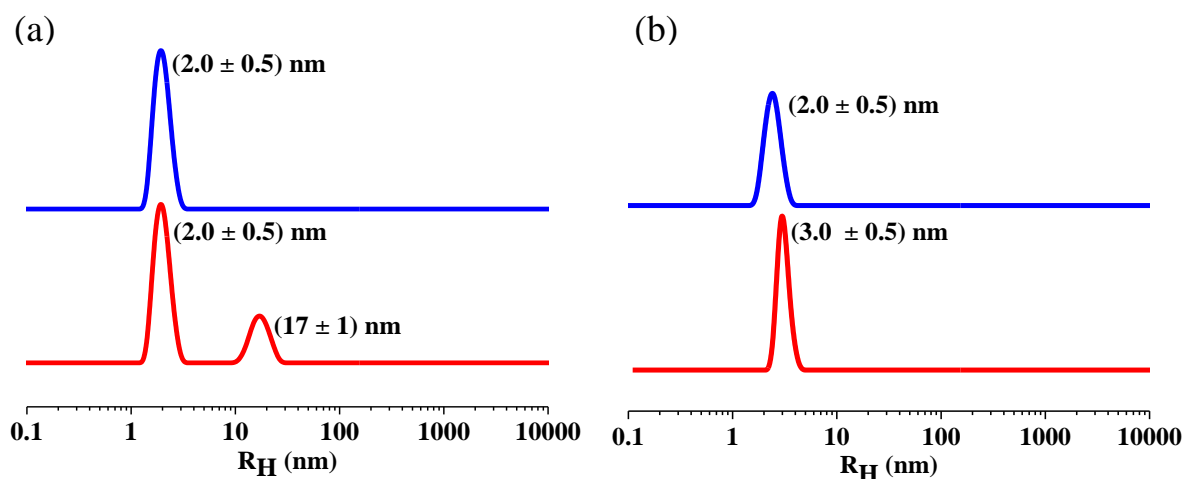 (a)
(2.0 ± 0.5) nm
(2.0 ± 0.5) nm
(17 ± 1) nm
0.1 1 10 100 1000 10000
R_H (nm)
(b)
(2.0 ± 0.5) nm
(3.0 ± 0.5) nm
0.1 1 10 100 1000 10000
R_H (nm)